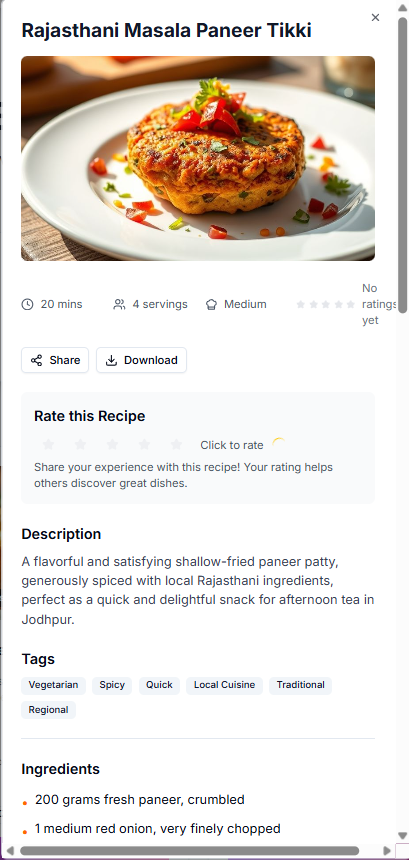 Rajasthani Masala Paneer Tikki
20 mins
4 servings
Medium
No
ratings
yet
Share
Download
Rate this Recipe
Click to rate
Share your experience with this recipe! Your rating helps
others discover great dishes.
Description
A flavorful and satisfying shallow-fried paneer patty,
generously spiced with local Rajasthani ingredients,
perfect as a quick and delightful snack for afternoon tea in
Jodhpur.
Tags
Vegetarian Spicy Quick Local Cuisine Traditional
Regional
Ingredients
200 grams fresh paneer, crumbled
1 medium red onion, very finely chopped